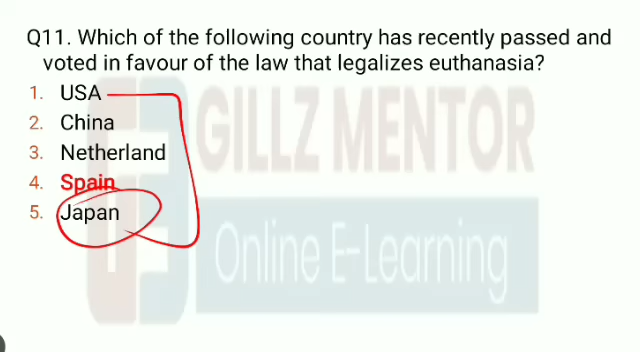 Q11. Which of the following country has recently passed and
voted in favour of the law that legalizes euthanasia?
1. USA
2. China
3. Netherland
4. Spain
5. Japan
GILLZ MENTOR
Online E-Learning